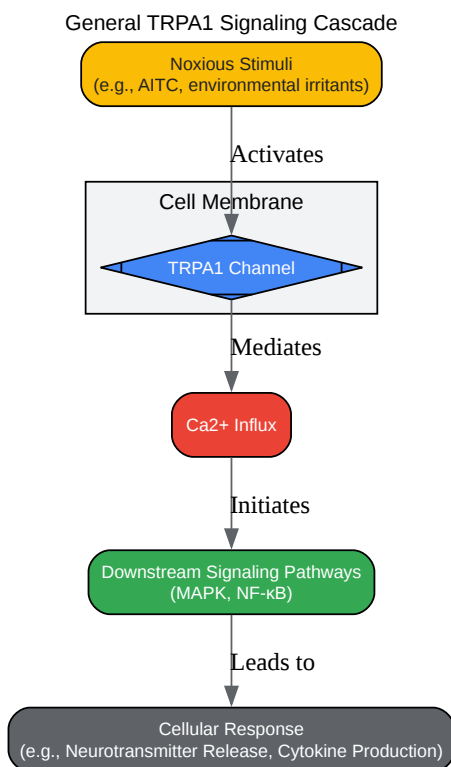 General TRPA1 Signaling Cascade
Noxious Stimuli
(e.g., AITC, environmental irritants)
Activates
Cell Membrane
TRPA1 Channel
Mediates
Ca2+ Influx
Initiates
Downstream Signaling Pathways
(MAPK, NF-κB)
Leads to
Cellular Response
(e.g., Neurotransmitter Release, Cytokine Production)